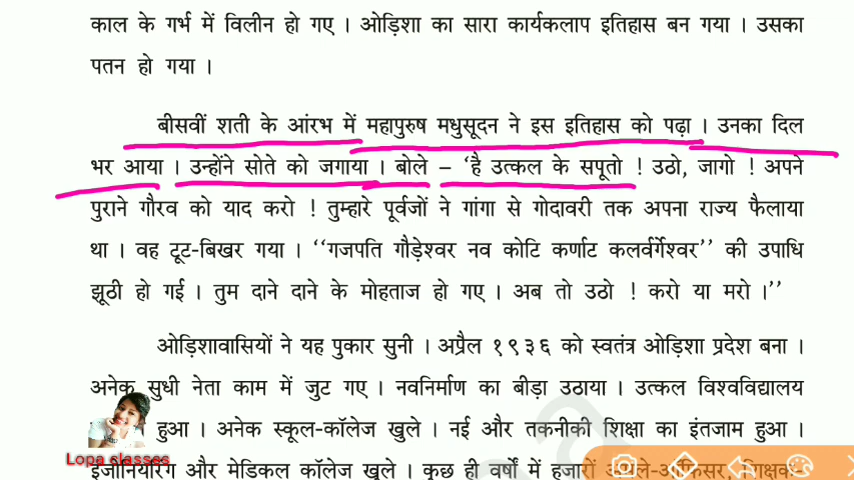 काल के गर्भ में विलीन हो गए । ओड़िशा का सारा कार्यकलाप इतिहास बन गया । उसका
पतन हो गया ।
बीसवीं शती के आंरभ में महापुरुष मधुसूदन ने इस इतिहास को पढ़ा । उनका दिल
भर आया । उन्होंने सोते को जगाया । बोले – ‘है उत्कल के सपूतो ! उठो, जागो ! अपने
पुराने गौरव को याद करो ! तुम्हारे पूर्वजों ने गांगा से गोदावरी तक अपना राज्य फैलाया
था । वह टूट-बिखर गया । ‘‘गजपति गौड़ेश्वर नव कोटि कर्णाट कलवर्गेश्वर’’ की उपाधि
झूठी हो गई । तुम दाने दाने के मोहताज हो गए । अब तो उठो ! करो या मरो ।’’
ओड़िशावासियों ने यह पुकार सुनी । अप्रैल १९३६ को स्वतंत्र ओड़िशा प्रदेश बना ।
अनेक सुधी नेता काम में जुट गए । नवनिर्माण का बीड़ा उठाया । उत्कल विश्वविद्यालय
हुआ । अनेक स्कूल-कॉलेज खुले । नई और तकनीकी शिक्षा का इंतजाम हुआ ।
Lopa classes
इंजीनियरिंग और मेडिकल कॉलेज खुले । कुछ ही वर्षों में हजारों शिक्षक-